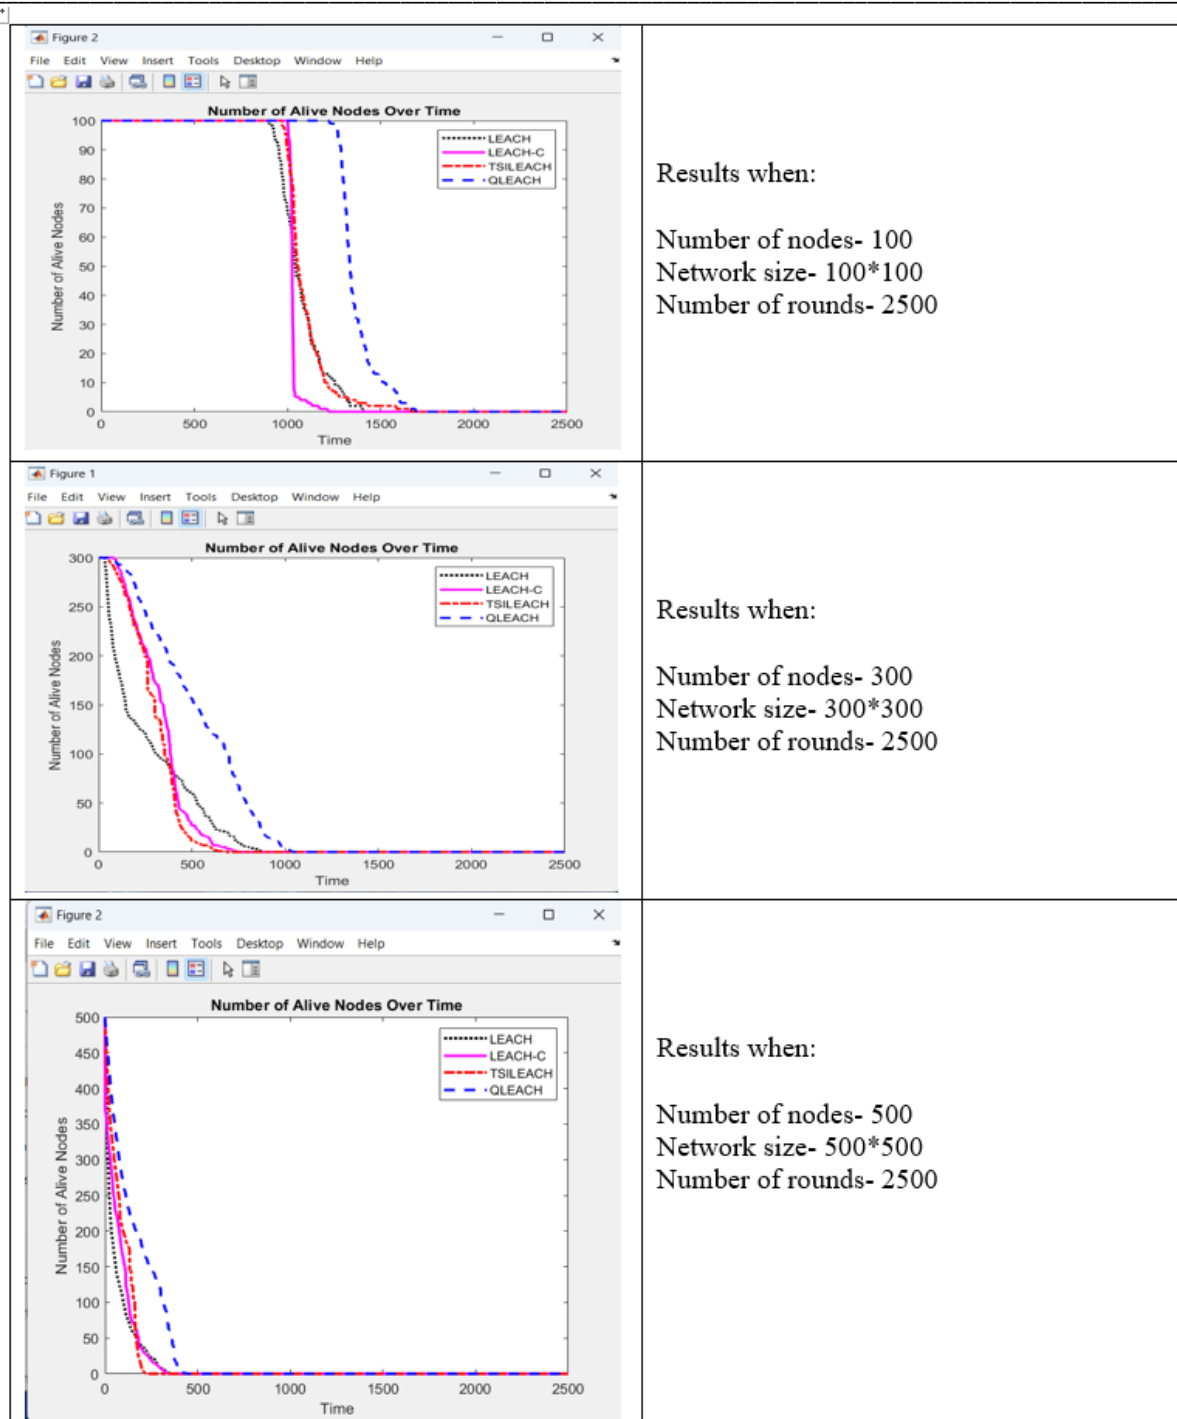 Figure 2
File Edit View Insert Tools Desktop Window Help
Number of Alive Nodes Over Time
Number of Alive Nodes
100
90
80
70
60
50
40
30
20
10
0
0 500 1000 1500 2000 2500
Time
LEACH
LEACH-C
TSILEACH
QLEACH
Results when:
Number of nodes- 100
Network size- 100*100
Number of rounds- 2500
Figure 1
File Edit View Insert Tools Desktop Window Help
Number of Alive Nodes Over Time
Number of Alive Nodes
300
250
200
150
100
50
0
0 500 1000 1500 2000 2500
Time
LEACH
LEACH-C
TSILEACH
QLEACH
Results when:
Number of nodes- 300
Network size- 300*300
Number of rounds- 2500
Figure 2
File Edit View Insert Tools Desktop Window Help
Number of Alive Nodes Over Time
Number of Alive Nodes
500
450
400
350
300
250
200
150
100
50
0
0 500 1000 1500 2000 2500
Time
LEACH
LEACH-C
TSILEACH
QLEACH
Results when:
Number of nodes- 500
Network size- 500*500
Number of rounds- 2500